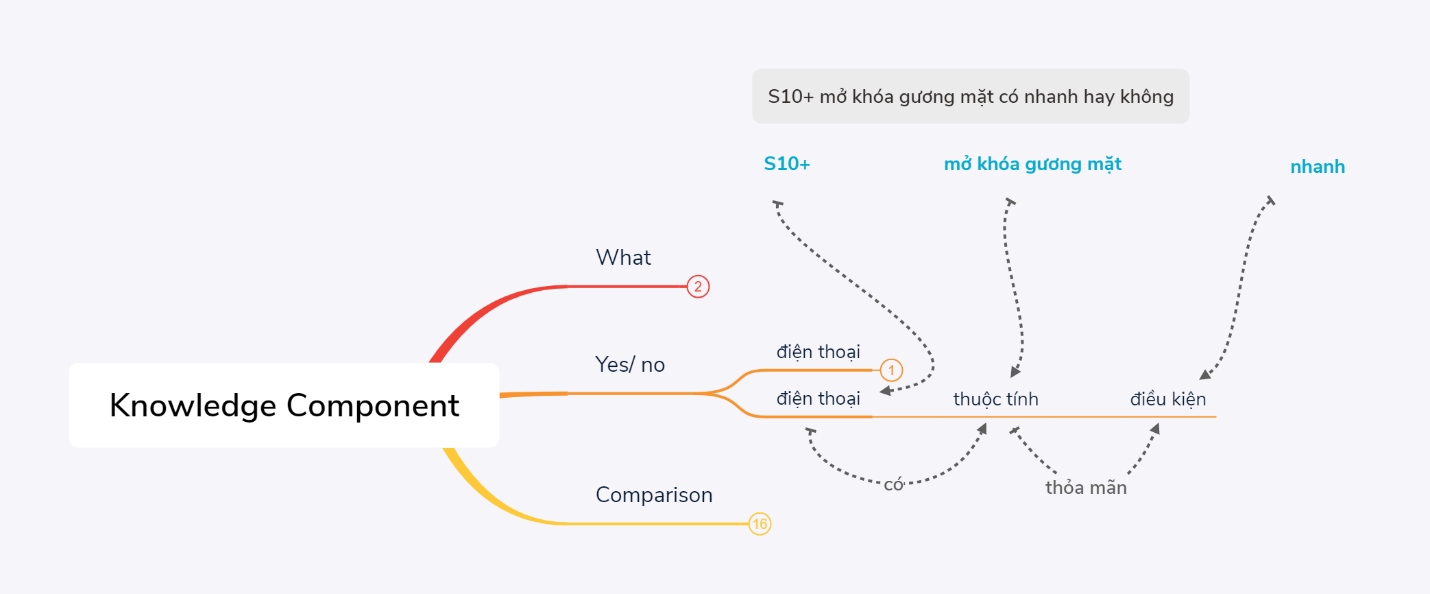 S10+ mở khóa gương mặt có nhanh hay không
S10+ mở khóa gương mặt nhanh
What
2
Yes/ no
điện thoại
1
điện thoại thuộc tính điều kiện
Knowledge Component
có
thỏa mãn
Comparison
16